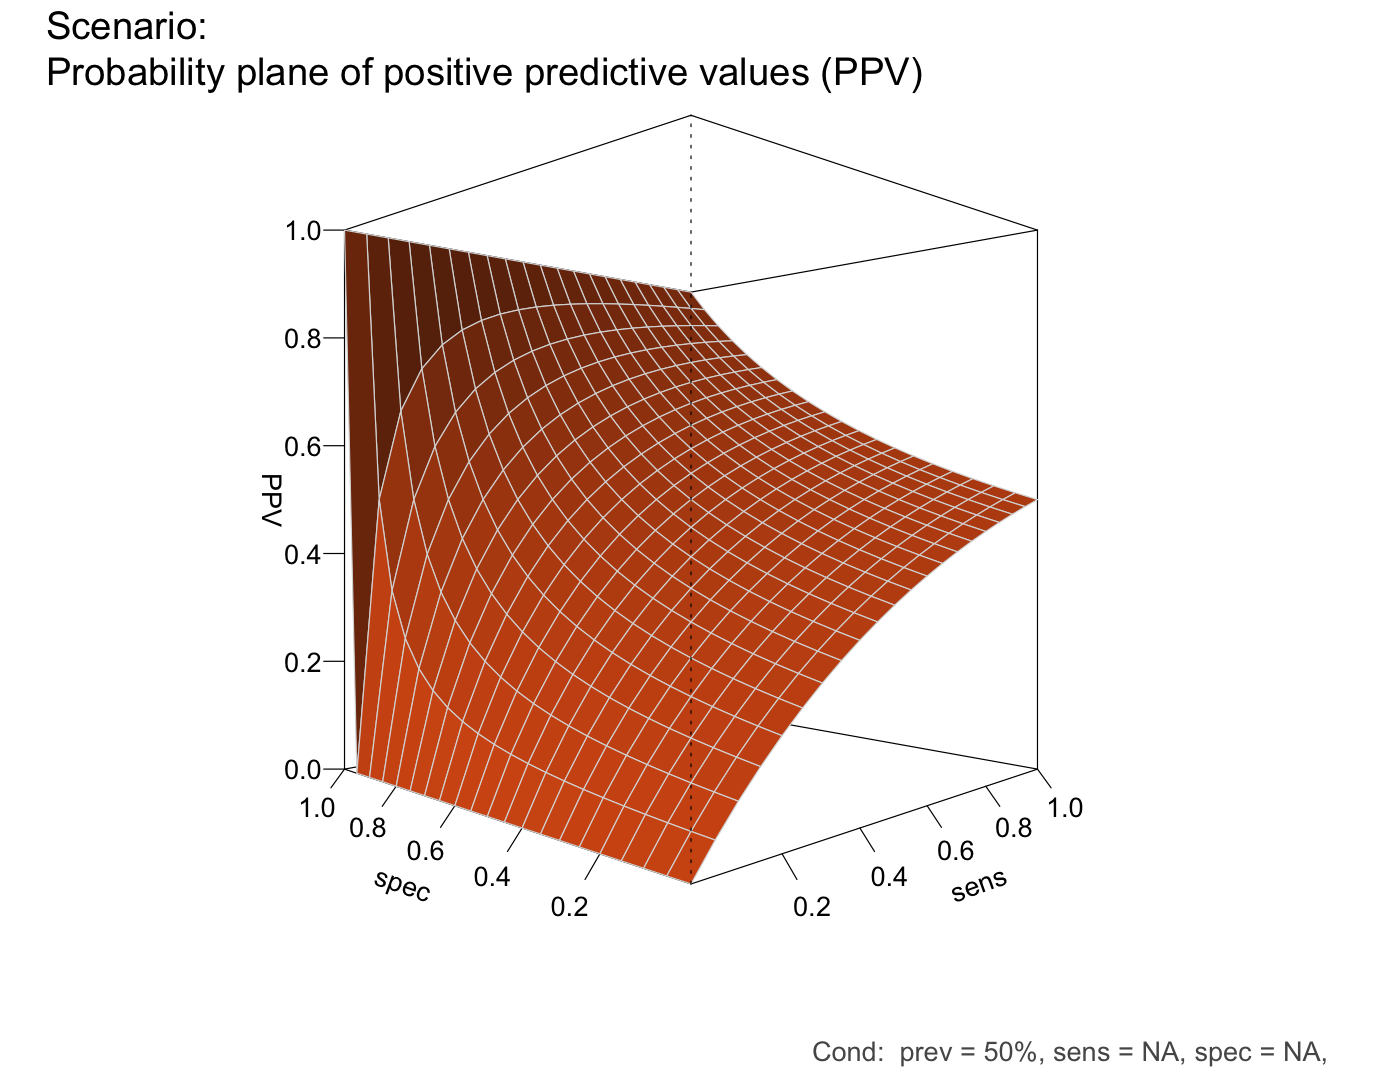 Scenario:
Probability plane of positive predictive values (PPV)
1.0
0.8
0.6
0.4
0.2
0.0
PPV
1.0
0.8
0.6
0.4
0.2
spec
0.2
0.4
0.6
0.8
1.0
sens
Cond:  prev = 50%, sens = NA, spec = NA,